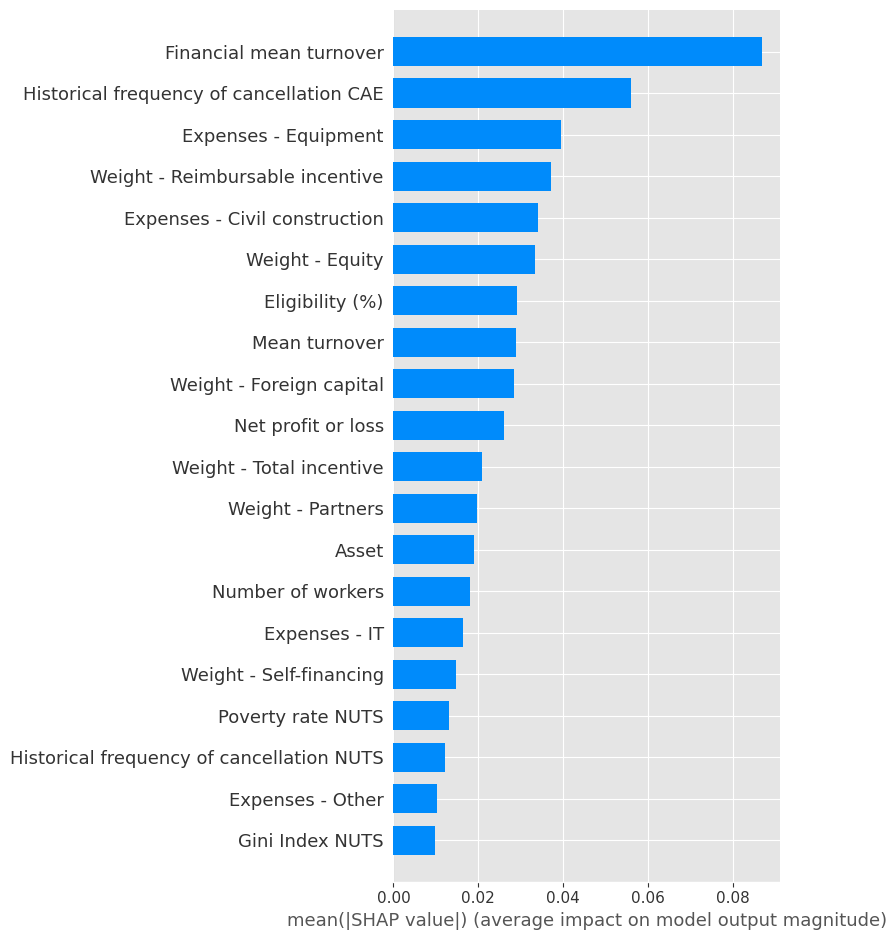 Financial mean turnover
Historical frequency of cancellation CAE
Expenses - Equipment
Weight - Reimbursable incentive
Expenses - Civil construction
Weight - Equity
Eligibility (%)
Mean turnover
Weight - Foreign capital
Net profit or loss
Weight - Total incentive
Weight - Partners
Asset
Number of workers
Expenses - IT
Weight - Self-financing
Poverty rate NUTS
Historical frequency of cancellation NUTS
Expenses - Other
Gini Index NUTS
0.00 0.02 0.04 0.06 0.08
mean(|SHAP value|) (average impact on model output magnitude)